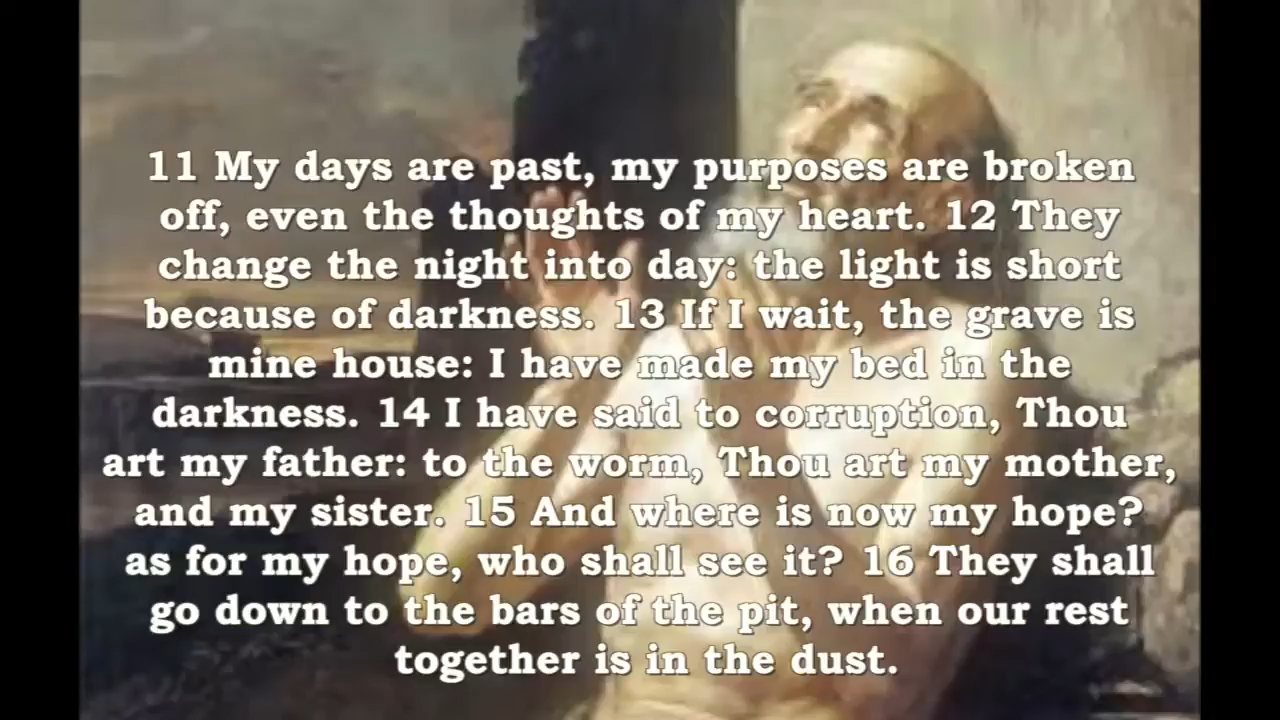 11 My days are past, my purposes are broken
off, even the thoughts of my heart. 12 They
change the night into day: the light is short
because of darkness. 13 If I wait, the grave is
mine house: I have made my bed in the
darkness. 14 I have said to corruption, Thou
art my father: to the worm, Thou art my mother,
and my sister. 15 And where is now my hope?
as for my hope, who shall see it? 16 They shall
go down to the bars of the pit, when our rest
together is in the dust.